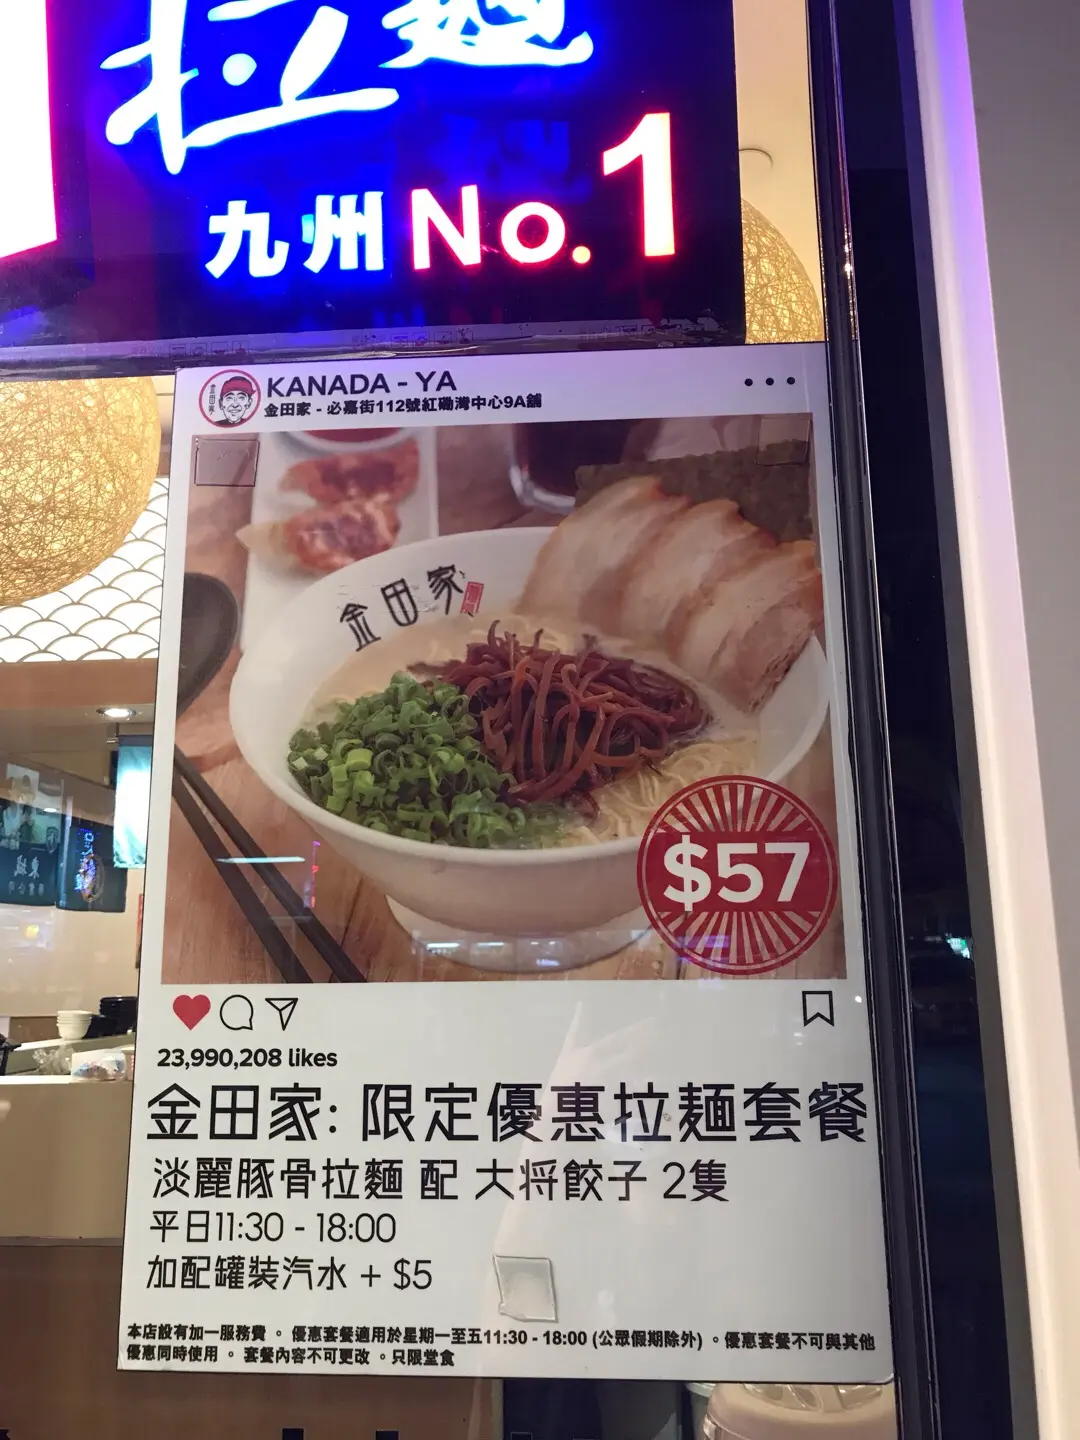 拉麵
九州 No.1
KANADA - YA
金田家 - 必嘉街112號紅磡灣中心9A舖
金田家
$57
23,990,208 likes
金田家: 限定優惠拉麵套餐
淡麗豚骨拉麵 配 大将餃子 2隻
平日11:30 - 18:00
加配罐裝汽水 + $5
本店設有加一服務費 。 優惠套餐適用於星期一至五11:30 - 18:00 (公眾假期除外) 。優惠套餐不可與其他
優惠同時使用 。 套餐內容不可更改 。只限堂食